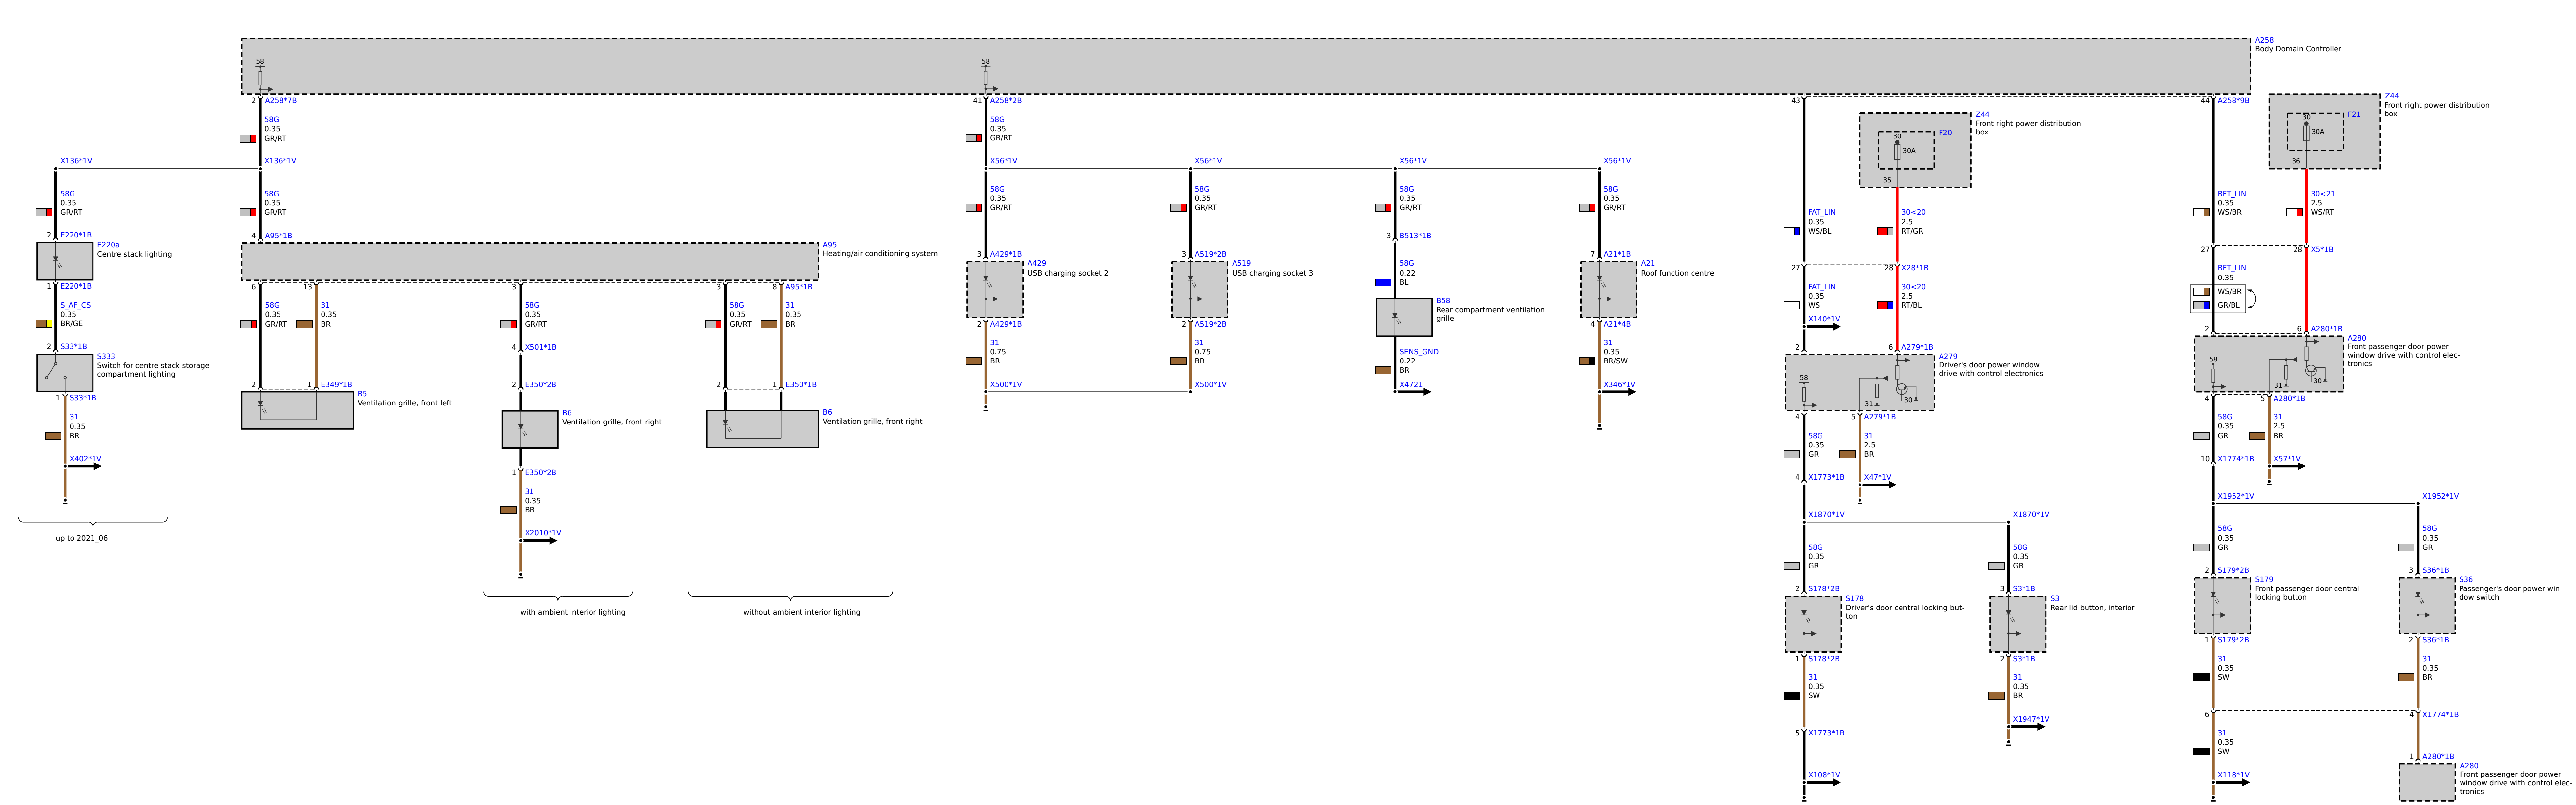 A258
Body Domain Controller
58
58
2 A258*7B
41 A258*2B
43
44 A258*9B
Z44
Front right power distribution
box
F21
30
30A
36
Z44
Front right power distribution
box
F20
30
30A
35
58G
0.35
GR/RT
58G
0.35
GR/RT
X136*1V
X136*1V
X56*1V
X56*1V
X56*1V
X56*1V
58G
0.35
GR/RT
58G
0.35
GR/RT
58G
0.35
GR/RT
58G
0.35
GR/RT
58G
0.35
GR/RT
58G
0.35
GR/RT
FAT_LIN
0.35
WS/BL
30<20
2.5
RT/GR
BFT_LIN
0.35
WS/BR
30<21
2.5
WS/RT
2 E220*1B
4 A95*1B
3 B513*1B
E220a
Centre stack lighting
A95
Heating/air conditioning system
3 A429*1B
3 A519*2B
7 A21*1B
A429
USB charging socket 2
A519
USB charging socket 3
58G
0.22
BL
A21
Roof function centre
27
28 X28*1B
27
28 X5*1B
1 E220*1B
6
13
3
3
8 A95*1B
S_AF_CS
0.35
BR/GE
58G
0.35
GR/RT
31
0.35
BR
58G
0.35
GR/RT
58G
0.35
GR/RT
31
0.35
BR
B58
Rear compartment ventilation
grille
FAT_LIN
0.35
WS
30<20
2.5
RT/BL
BFT_LIN
0.35
WS/BR
GR/BL
2 A429*1B
2 A519*2B
4 A21*4B
X140*1V
2 S33*1B
4 X501*1B
31
0.75
BR
31
0.75
BR
SENS_GND
0.22
BR
31
0.35
BR/SW
2
6 A279*1B
2
6 A280*1B
S333
Switch for centre stack storage
compartment lighting
A279
Driver's door power window
drive with control electronics
58
31
30
A280
Front passenger door power
window drive with control elec-
tronics
58
31
30
2
1 E349*1B
2 E350*2B
2
1 E350*1B
X500*1V
X500*1V
X4721
X346*1V
1 S33*1B
B5
Ventilation grille, front left
B6
Ventilation grille, front right
B6
Ventilation grille, front right
4
5 A279*1B
4
5 A280*1B
31
0.35
BR
58G
0.35
GR
31
2.5
BR
58G
0.35
GR
31
2.5
BR
X402*1V
1 E350*2B
4 X1773*1B
X47*1V
10 X1774*1B
X57*1V
31
0.35
BR
X1870*1V
X1870*1V
X1952*1V
X1952*1V
up to 2021_06
X2010*1V
58G
0.35
GR
58G
0.35
GR
58G
0.35
GR
58G
0.35
GR
2 S178*2B
3 S3*1B
2 S179*2B
3 S36*1B
with ambient interior lighting
without ambient interior lighting
S178
Driver's door central locking but-
ton
S3
Rear lid button, interior
S179
Front passenger door central
locking button
S36
Passenger's door power win-
dow switch
1 S178*2B
2 S3*1B
1 S179*2B
2 S36*1B
31
0.35
SW
31
0.35
BR
31
0.35
SW
31
0.35
BR
X1947*1V
5 X1773*1B
6
4 X1774*1B
31
0.35
SW
X108*1V
X118*1V
1 A280*1B
A280
Front passenger door power
window drive with control elec-
tronics